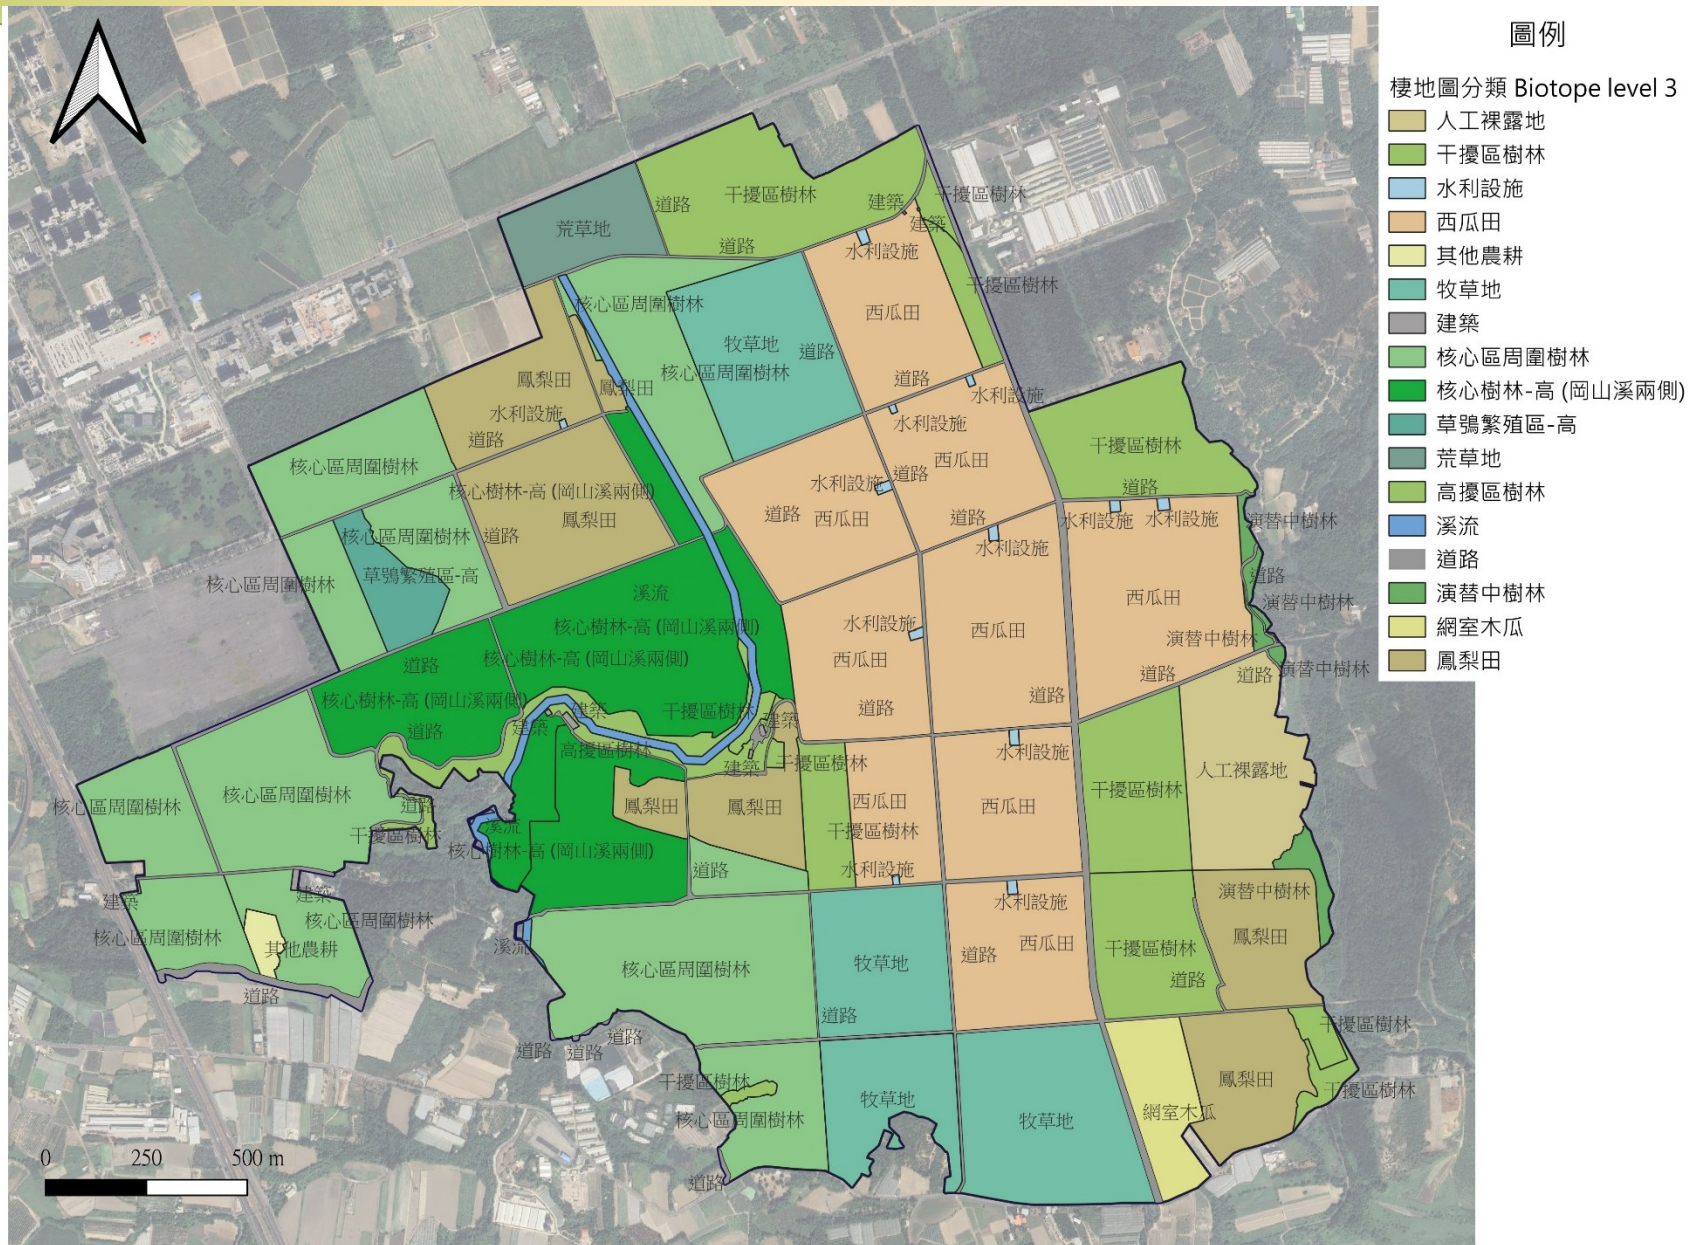 圖例
棲地圖分類 Biotope level 3
人工裸露地
干擾區樹林
水利設施
西瓜田
其他農耕
牧草地
建築
核心區周圍樹林
核心樹林-高 (岡山溪兩側)
草鴞繁殖區-高
荒草地
高擾區樹林
溪流
道路
演替中樹林
網室木瓜
鳳梨田
干擾區樹林
干擾區樹林
道路
建築
建築
荒草地
道路
水利設施
干擾區樹林
核心區周圍樹林
西瓜田
牧草地
道路
核心區周圍樹林
鳳梨田
鳳梨田
道路
水利設施
水利設施
水利設施
道路
干擾區樹林
核心區周圍樹林
西瓜田
道路
水利設施
核心樹林-高 (岡山溪兩側)
道路
水利設施
水利設施
道路
西瓜田
道路
鳳梨田
演替中樹林
核心區周圍樹林
道路
水利設施
草鴞繁殖區-高
道路
核心區周圍樹林
溪流
西瓜田
演替中樹林
水利設施
核心樹林-高 (岡山溪兩側)
西瓜田
演替中樹林
道路
核心樹林-高 (岡山溪兩側)
西瓜田
道路
道路
演替中樹林
核心樹林-高 (岡山溪兩側)
道路
道路
建築
干擾區樹林
建築
道路
建築
高擾區樹林
水利設施
建築
干擾區樹林
人工裸露地
核心區周圍樹林
核心區周圍樹林
道路
鳳梨田
鳳梨田
西瓜田
西瓜田
干擾區樹林
溪流
干擾區樹林
干擾區樹林
核心樹林-高 (岡山溪兩側)
道路
水利設施
建築
建築
水利設施
演替中樹林
核心區周圍樹林
核心區周圍樹林
其他農耕
溪流
道路
西瓜田
干擾區樹林
鳳梨田
核心區周圍樹林
牧草地
道路
道路
道路
干擾區樹林
道路
道路
道路
干擾區樹林
牧草地
鳳梨田
干擾區樹林
核心區周圍樹林
牧草地
網室木瓜
道路
0 250 500 m